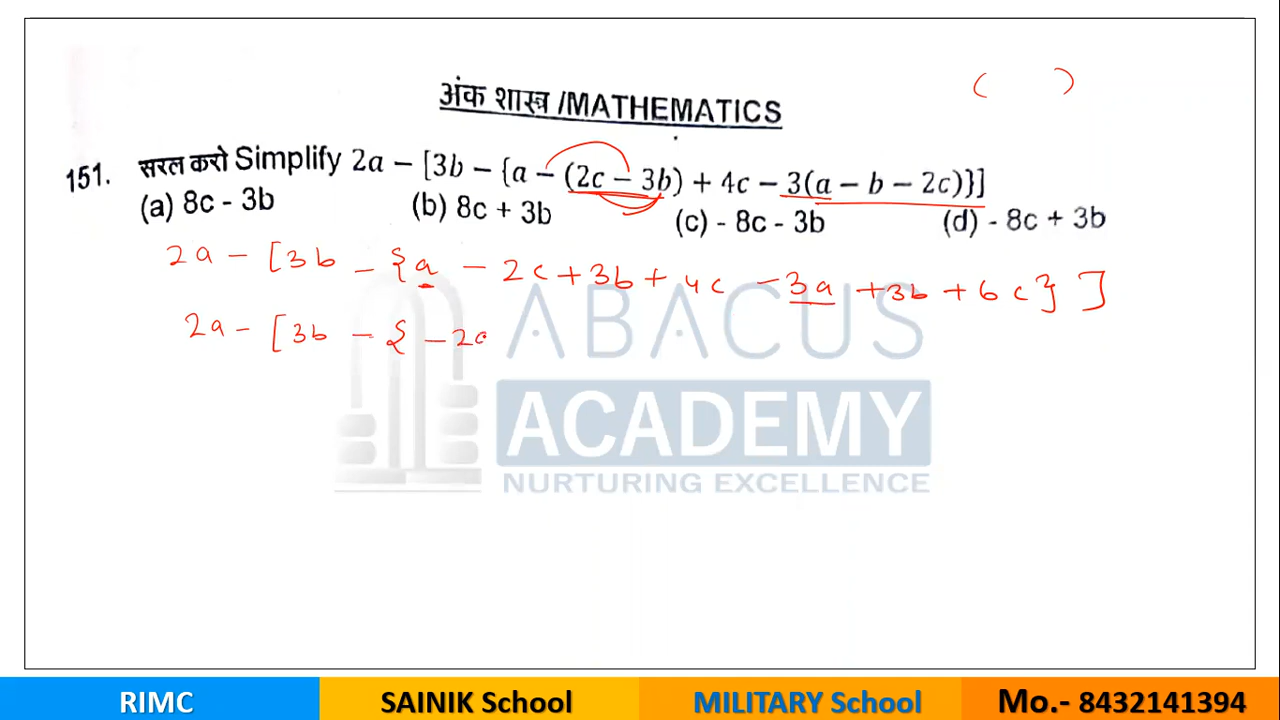 ( )
अंक शास्त्र /MATHEMATICS
151. सरल करो Simplify 2a − [3b − {a − (2c − 3b) + 4c − 3(a − b − 2c)}]
(a) 8c - 3b (b) 8c + 3b (c) - 8c - 3b (d) - 8c + 3b
2a − [3b − {a − 2c + 3b + 4c − 3a + 3b + 6c}]
2a − [3b − { − 2c
ABACUS
ACADEMY
NURTURING EXCELLENCE
RIMC SAINIK School MILITARY School Mo.- 8432141394